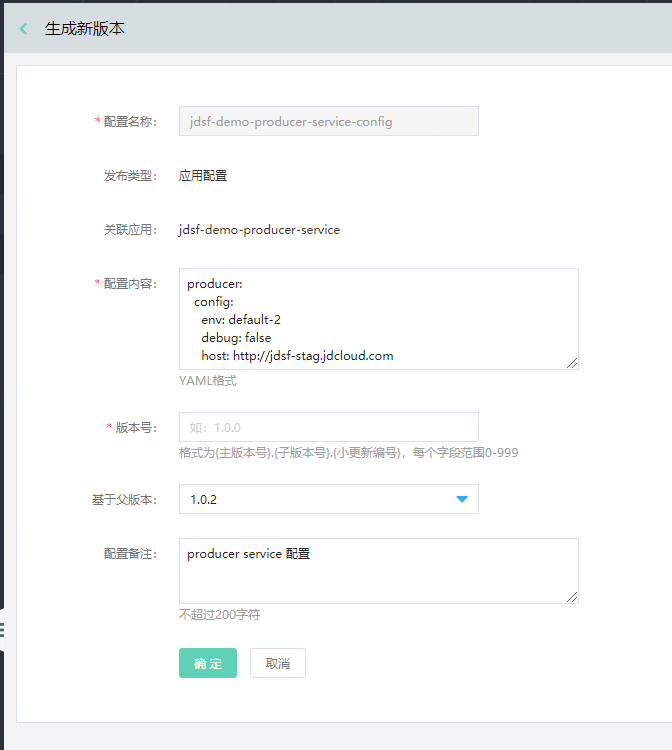 生成新版本
* 配置名称： jdsf-demo-producer-service-config
发布类型： 应用配置
关联应用： jdsf-demo-producer-service
* 配置内容： producer:
config:
env: default-2
debug: false
host: http://jdsf-stag.jdcloud.com
YAML格式
* 版本号： 如：1.0.0
格式为{主版本号}.{子版本号}.{小更新编号}，每个字段范围0-999
基于父版本： 1.0.2
配置备注： producer service 配置
不超过200字符
确 定 取消